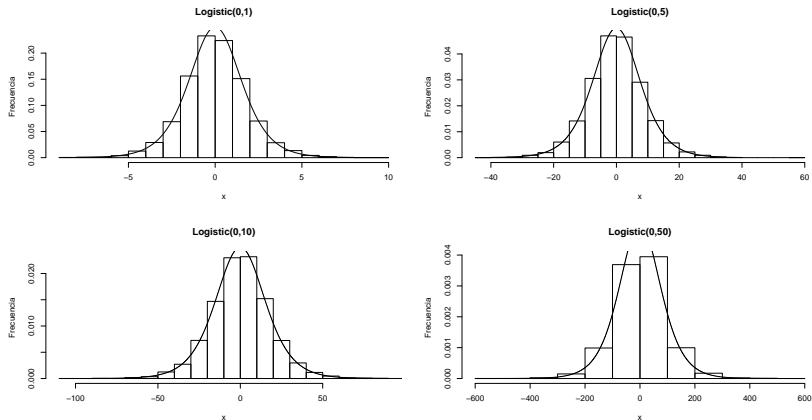 Logistic(0,1)
Frecuencia
0.00 0.05 0.10 0.15 0.20
−5 0 5 10
x
Logistic(0,5)
Frecuencia
0.00 0.01 0.02 0.03 0.04
−40 −20 0 20 40 60
x
Logistic(0,10)
Frecuencia
0.000 0.010 0.020
−100 −50 0 50
x
Logistic(0,50)
Frecuencia
0.000 0.001 0.002 0.003 0.004
−600 −400 −200 0 200 400 600
x